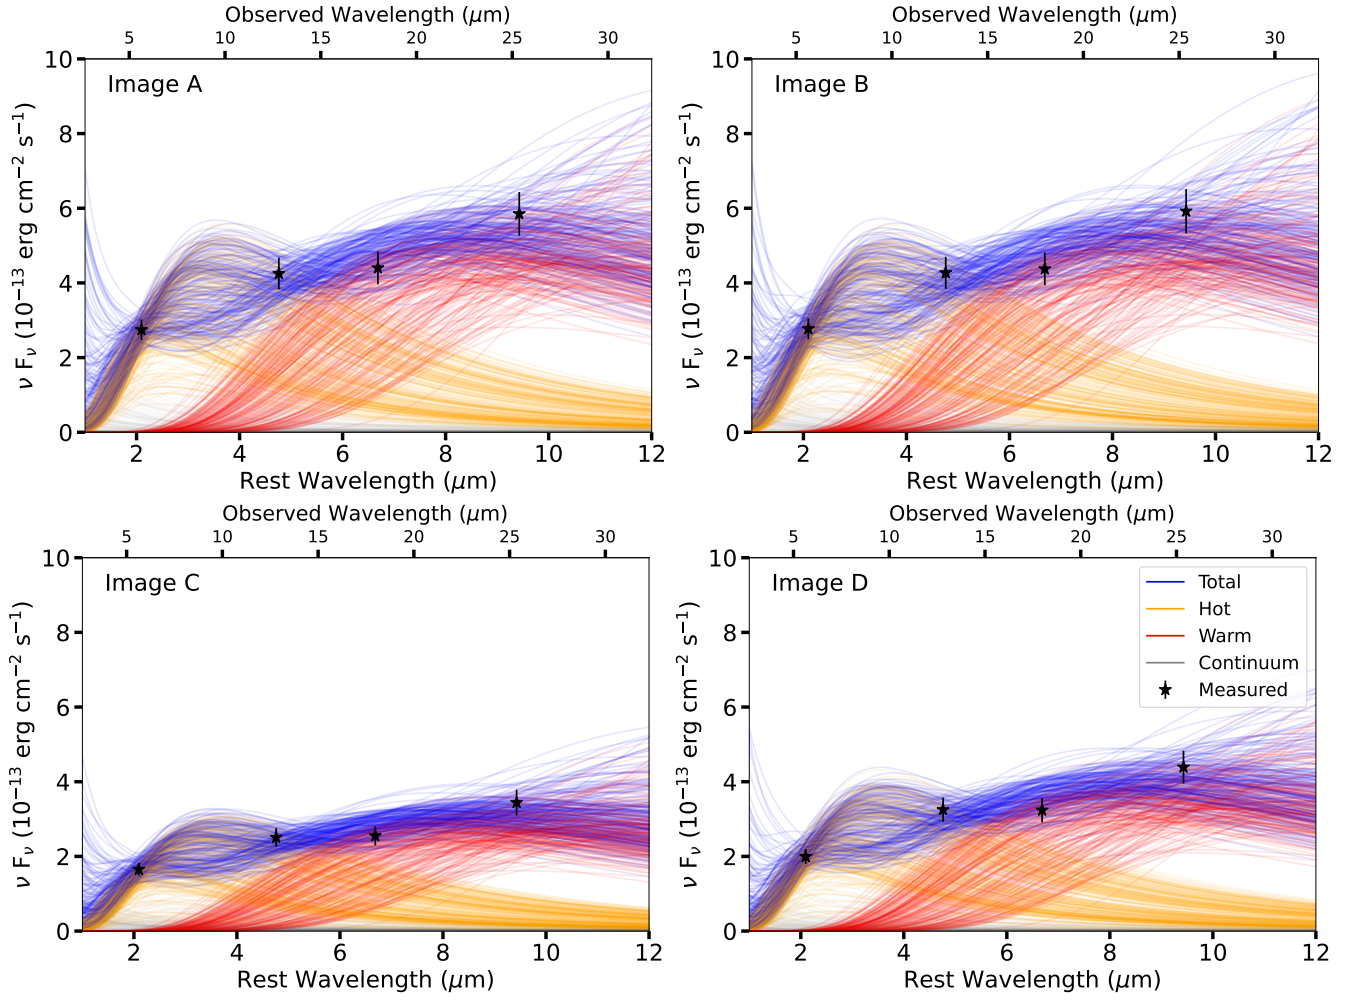 Observed Wavelength (μm)
5 10 15 20 25 30
Image A
ν Fν (10−13 erg cm−2 s−1)
10
8
6
4
2
0
2 4 6 8 10 12
Rest Wavelength (μm)
Observed Wavelength (μm)
5 10 15 20 25 30
Image B
ν Fν (10−13 erg cm−2 s−1)
10
8
6
4
2
0
2 4 6 8 10 12
Rest Wavelength (μm)
Observed Wavelength (μm)
5 10 15 20 25 30
Image C
ν Fν (10−13 erg cm−2 s−1)
10
8
6
4
2
0
2 4 6 8 10 12
Rest Wavelength (μm)
Observed Wavelength (μm)
5 10 15 20 25 30
Image D
Total
Hot
Warm
Continuum
Measured
ν Fν (10−13 erg cm−2 s−1)
10
8
6
4
2
0
2 4 6 8 10 12
Rest Wavelength (μm)